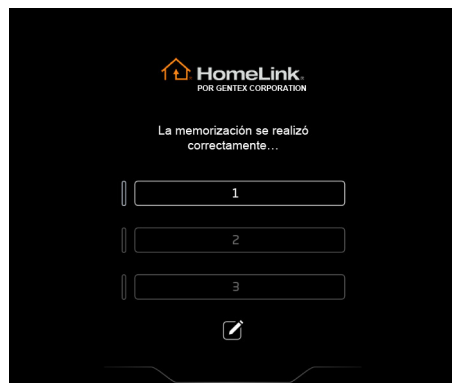 HomeLink®
POR GENTEX CORPORATION
La memorización se realizó
correctamente…
1
2
3